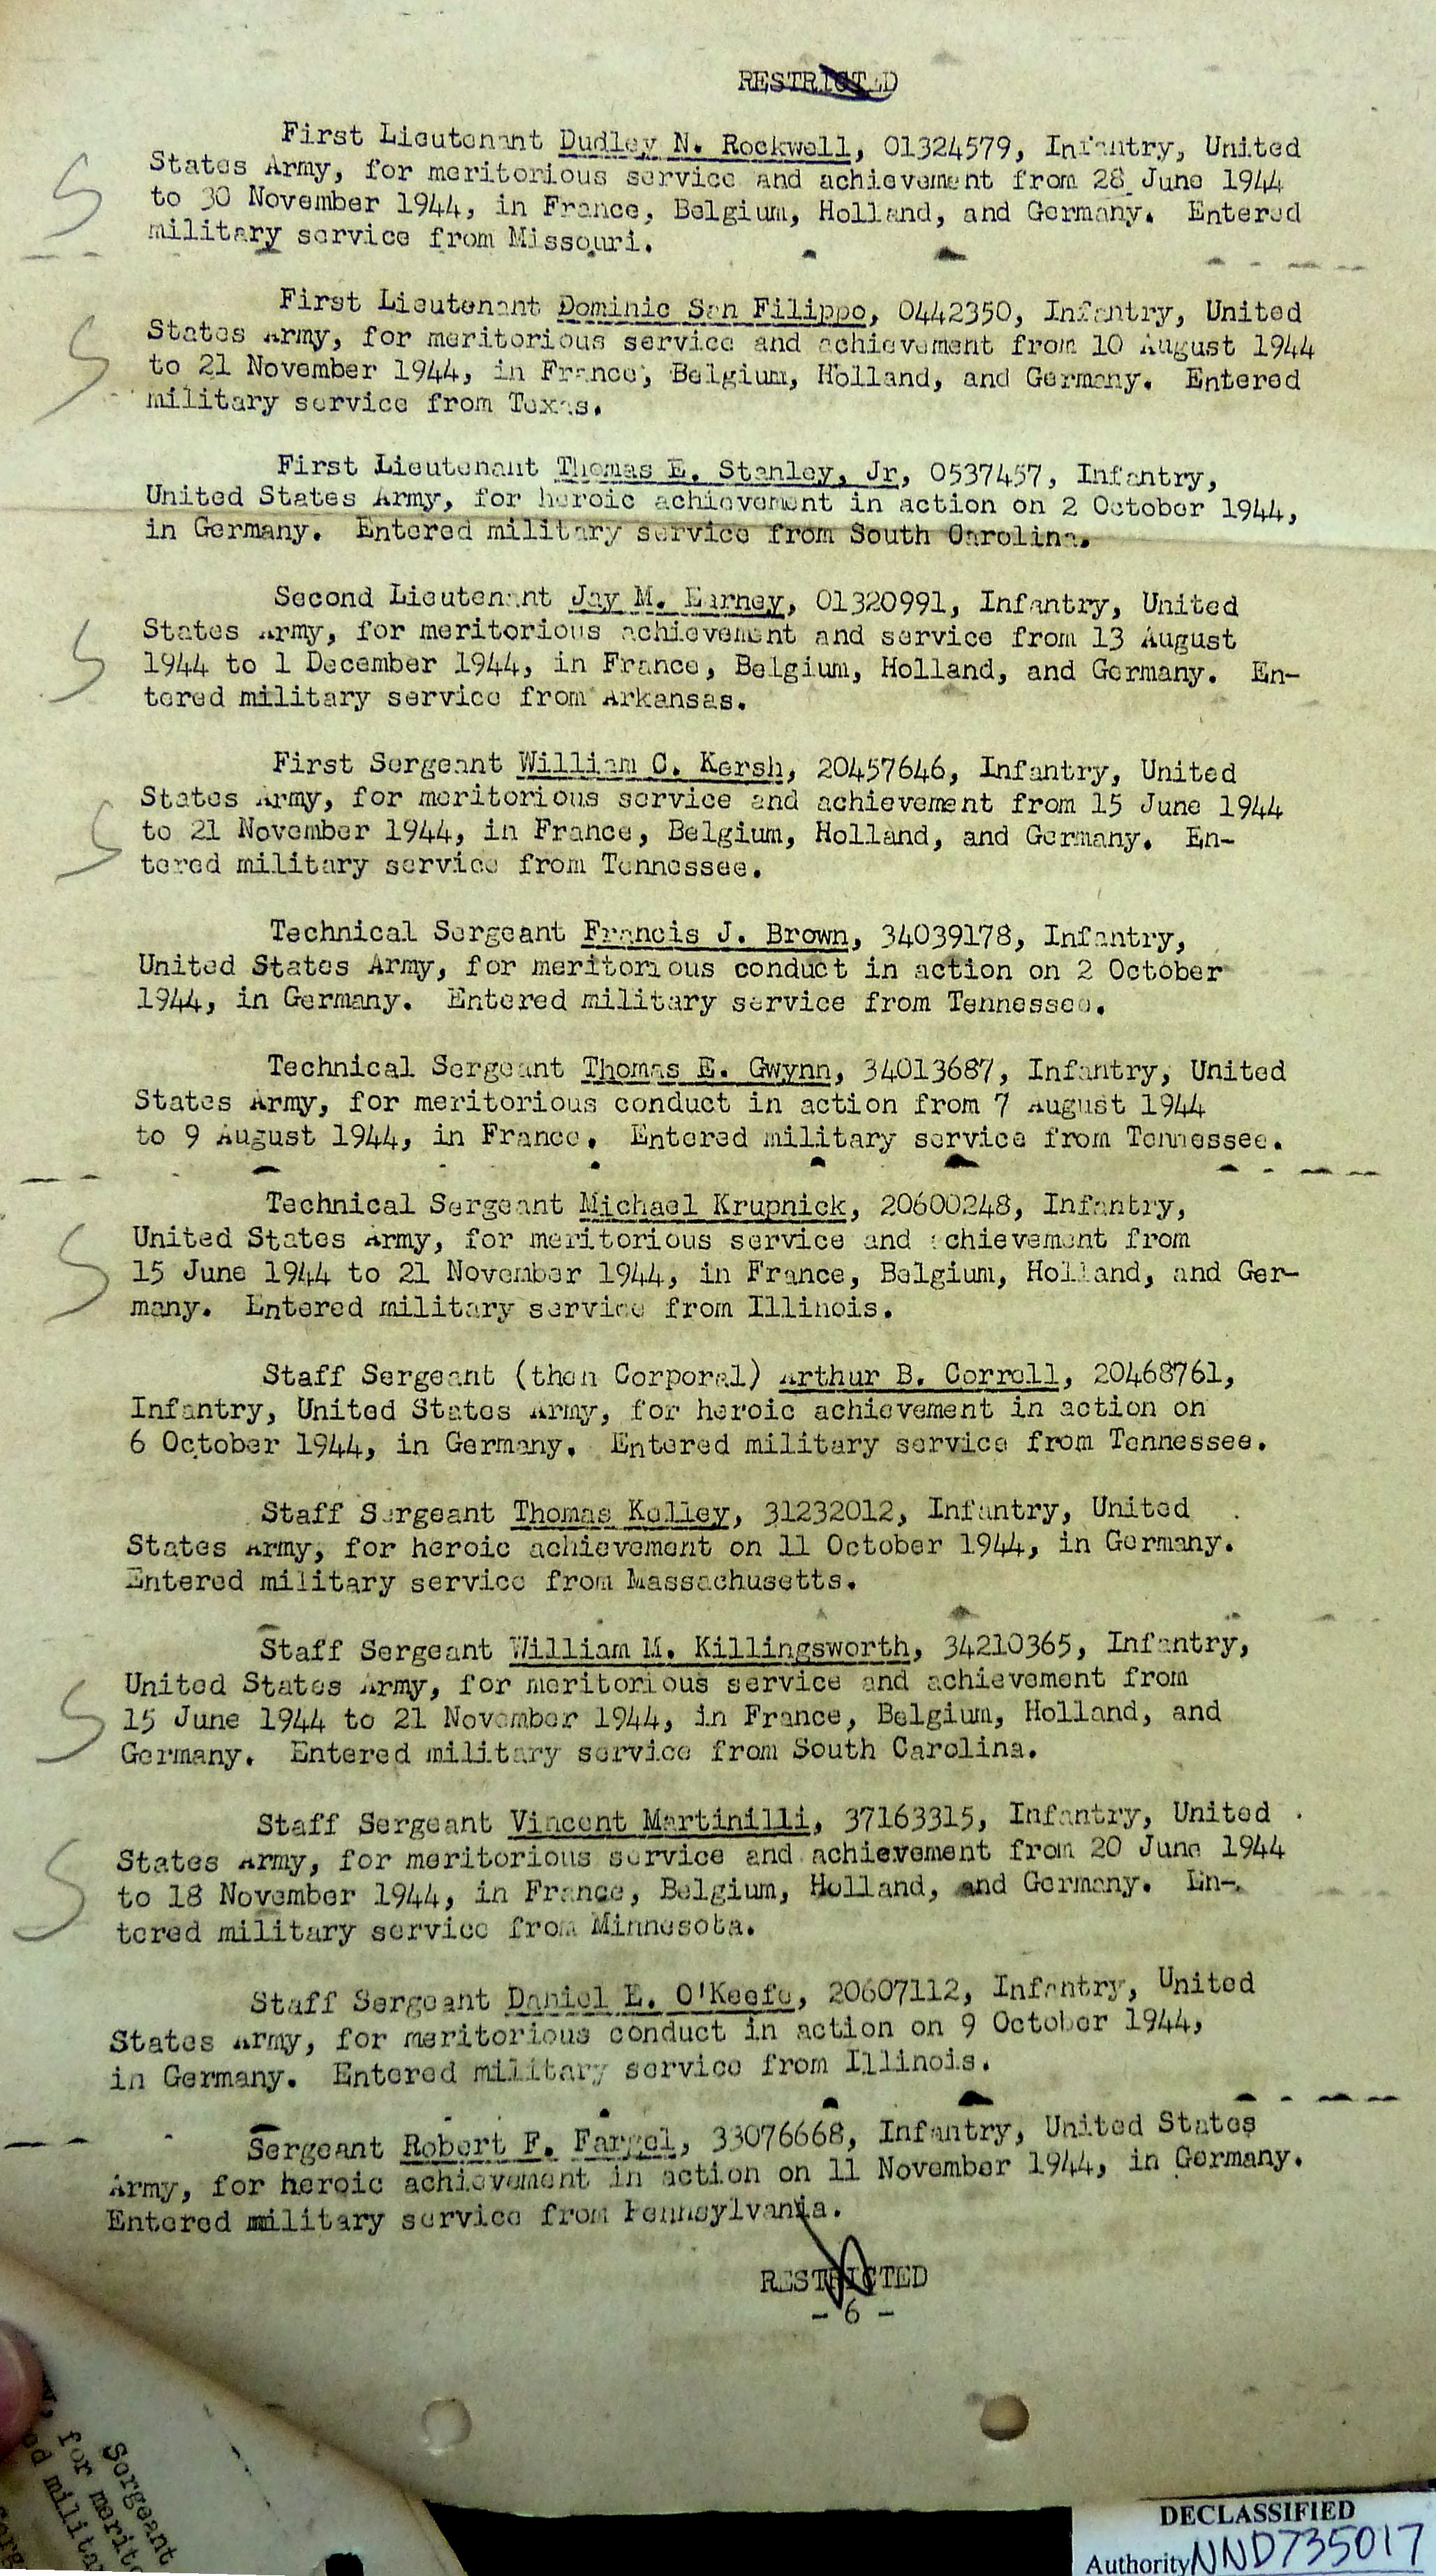 RESTRICTED
First Lieutenant Dudley N. Rockwell, 01324579, Infantry, United
States Army, for meritorious service and achievement from 28 June 1944
to 30 November 1944, in France, Belgium, Holland, and Germany. Entered
military service from Missouri.
S
First Lieutenant Dominic San Filippo, 0442350, Infantry, United
States Army, for meritorious service and achievement from 10 August 1944
to 21 November 1944, in France, Belgium, Holland, and Germany. Entered
military service from Texas.
S
First Lieutenant Thomas E. Stanley, Jr, 0537457, Infantry,
United States Army, for heroic achievement in action on 2 October 1944,
in Germany. Entered military service from South Carolina.
Second Lieutenant Jay M. Earney, 01320991, Infantry, United
States Army, for meritorious achievement and service from 13 August
1944 to 1 December 1944, in France, Belgium, Holland, and Germany. En-
tered military service from Arkansas.
S
First Sergeant William C. Kersh, 20457646, Infantry, United
States Army, for meritorious service and achievement from 15 June 1944
to 21 November 1944, in France, Belgium, Holland, and Germany. En-
tered military service from Tennessee.
S
Technical Sergeant Francis J. Brown, 34039178, Infantry,
United States Army, for meritorious conduct in action on 2 October
1944, in Germany. Entered military service from Tennessee.
Technical Sergeant Thomas E. Gwynn, 34013687, Infantry, United
States Army, for meritorious conduct in action from 7 August 1944
to 9 August 1944, in France. Entered military service from Tennessee.
Technical Sergeant Michael Krupnick, 20600248, Infantry,
United States Army, for meritorious service and achievement from
15 June 1944 to 21 November 1944, in France, Belgium, Holland, and Ger-
many. Entered military service from Illinois.
S
Staff Sergeant (then Corporal) Arthur B. Correll, 20468761,
Infantry, United States Army, for heroic achievement in action on
6 October 1944, in Germany. Entered military service from Tennessee.
Staff Sergeant Thomas Kelley, 31232012, Infantry, United
States Army, for heroic achievement on 11 October 1944, in Germany.
Entered military service from Massachusetts.
Staff Sergeant William M. Killingsworth, 34210365, Infantry,
United States Army, for meritorious service and achievement from
15 June 1944 to 21 November 1944, in France, Belgium, Holland, and
Germany. Entered military service from South Carolina.
S
Staff Sergeant Vincent Martinilli, 37163315, Infantry, United
States Army, for meritorious service and achievement from 20 June 1944
to 18 November 1944, in France, Belgium, Holland, and Germany. En-
tered military service from Minnesota.
S
Staff Sergeant Daniel E. O'Keefe, 20607112, Infantry, United
States Army, for meritorious conduct in action on 9 October 1944,
in Germany. Entered military service from Illinois.
Sergeant Robert F. Fargel, 33076668, Infantry, United States
Army, for heroic achievement in action on 11 November 1944, in Germany.
Entered military service from Pennsylvania.
RESTRICTED
- 6 -
Sergeant
for merit
ed milita
DECLASSIFIED
Authority NND735017